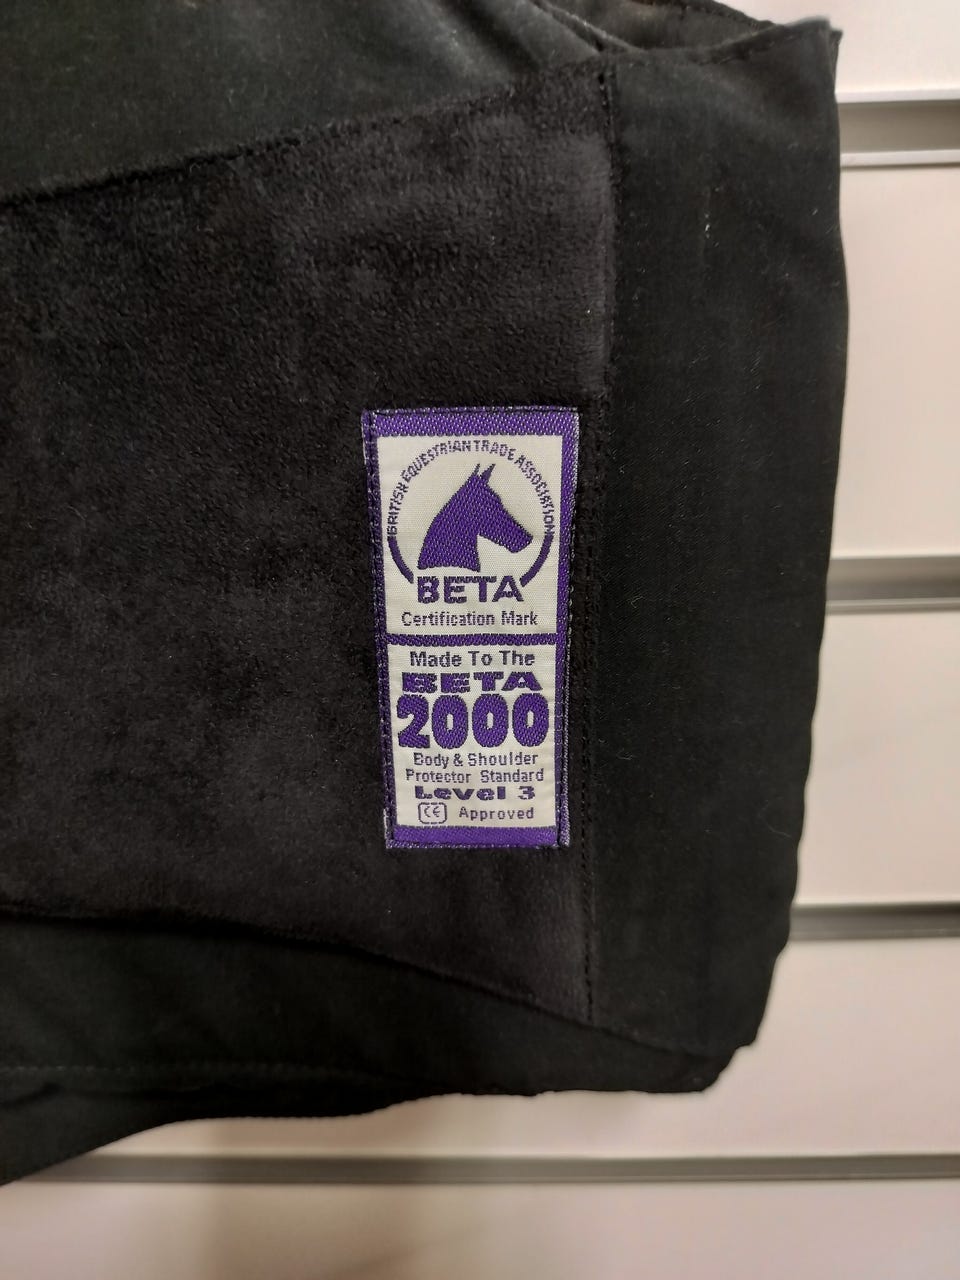 BRITISH EQUESTRIAN TRADE ASSOCIATION
BETA
Certification Mark
Made To The
BETA
2000
Body & Shoulder
Protector Standard
Level 3
CE Approved